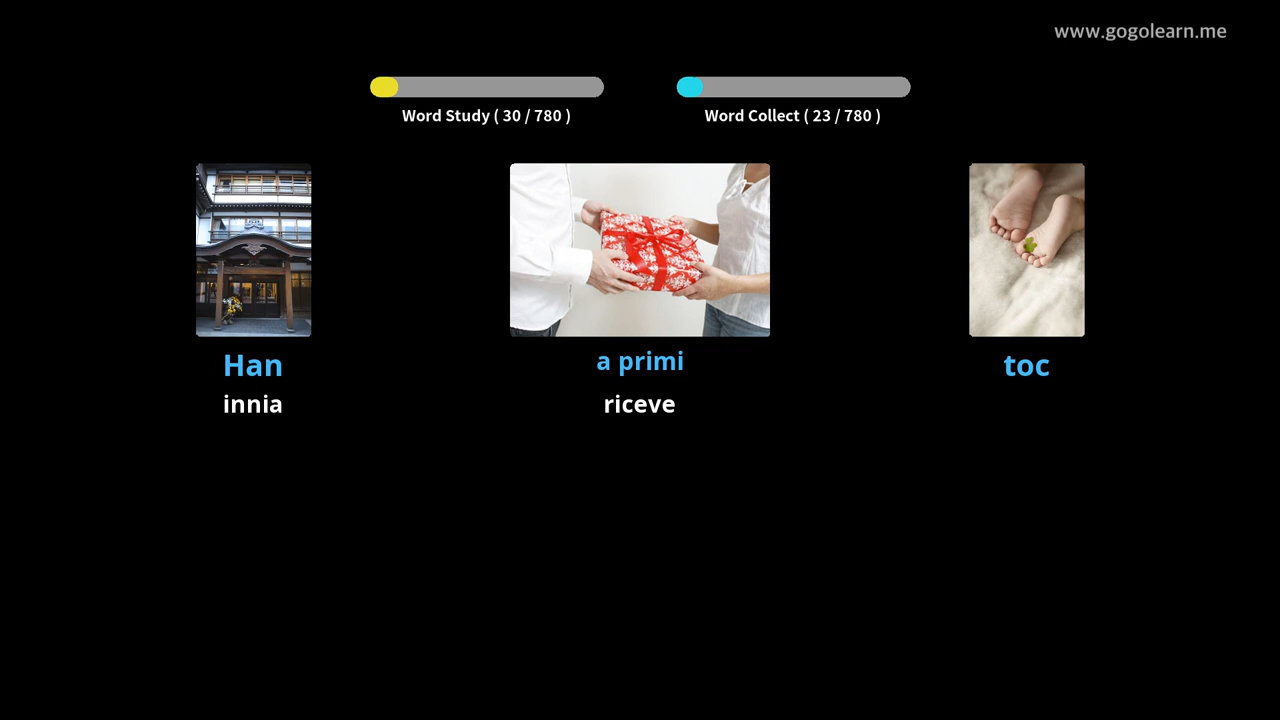 www.gogolearn.me
Word Study ( 30 / 780 )
Word Collect ( 23 / 780 )
Han
a primi
toc
innia
riceve